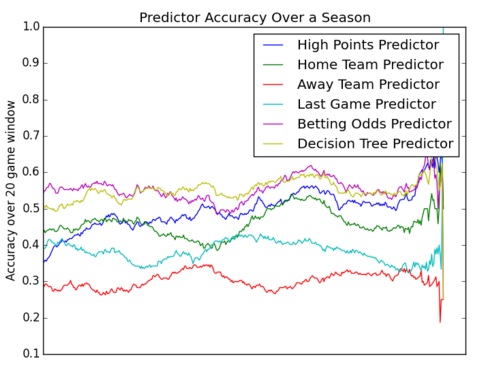 Predictor Accuracy Over a Season
Accuracy over 20 game window
1.0
0.9
0.8
0.7
0.6
0.5
0.4
0.3
0.2
0.1
High Points Predictor
Home Team Predictor
Away Team Predictor
Last Game Predictor
Betting Odds Predictor
Decision Tree Predictor